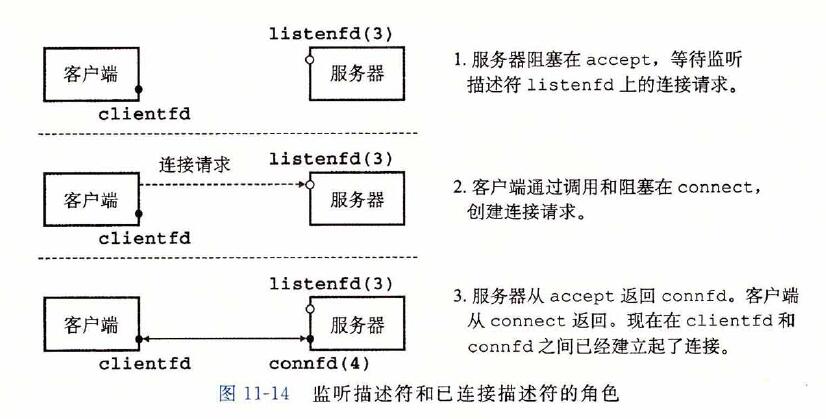 listenfd(3)
客户端
服务器
clientfd
1. 服务器阻塞在 accept，等待监听
描述符 listenfd 上的连接请求。
连接请求
listenfd(3)
客户端
服务器
clientfd
2. 客户端通过调用和阻塞在 connect，
创建连接请求。
listenfd(3)
客户端
服务器
clientfd
connfd(4)
3. 服务器从 accept 返回 connfd。客户端
从 connect 返回。现在在 clientfd 和
connfd 之间已经建立起了连接。
图 11-14 监听描述符和已连接描述符的角色